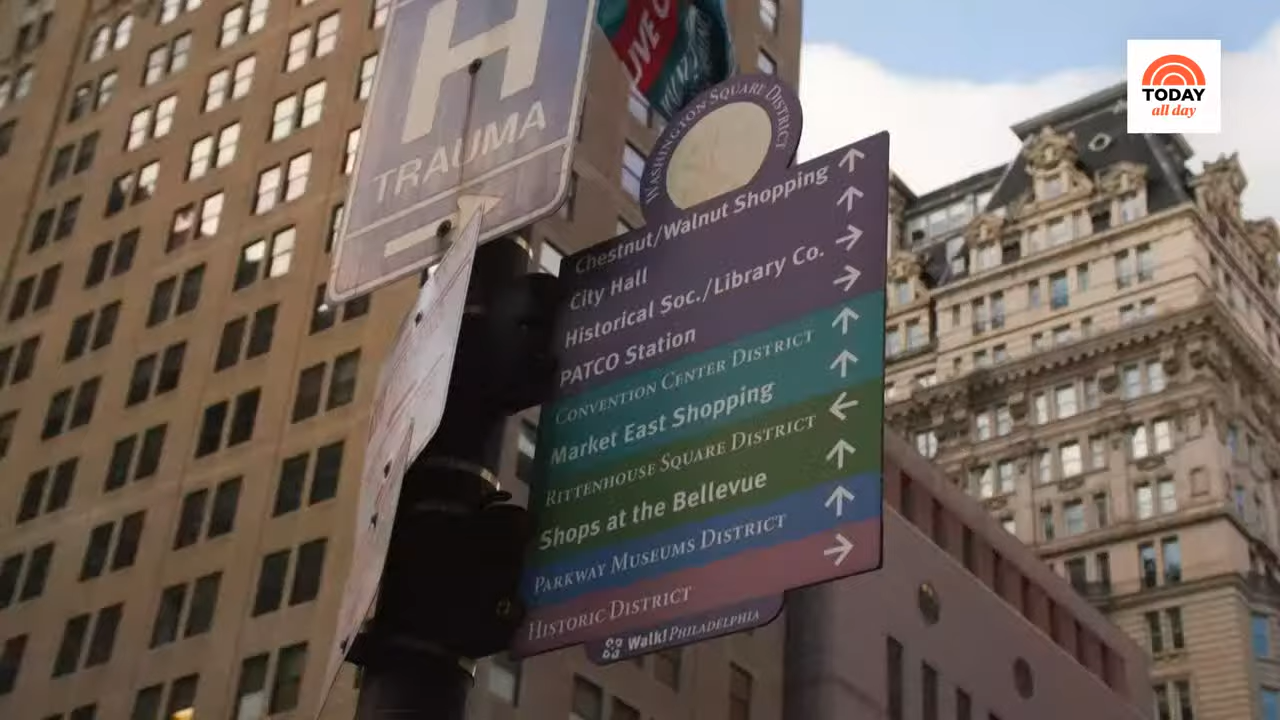 TODAY
all day
LIVE
H
TRAUMA
WASHINGTON SQUARE DISTRICT
Chestnut/Walnut Shopping ↑
City Hall ↑
Historical Soc./Library Co. →
PATCO Station →
CONVENTION CENTER DISTRICT ↑
Market East Shopping ↑
RITTENHOUSE SQUARE DISTRICT ←
Shops at the Bellevue ↑
PARKWAY MUSEUMS DISTRICT ↑
HISTORIC DISTRICT →
Walk! PHILADELPHIA